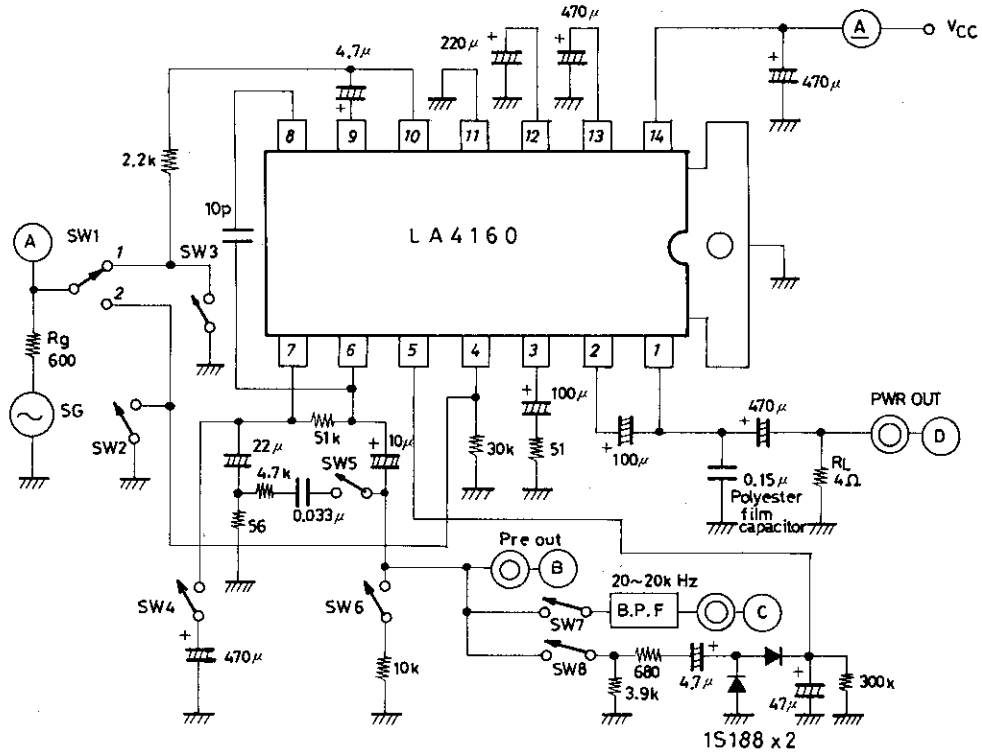 470μ
220μ
4.7μ
A
VCC
470μ
8
9
10
11
12
13
14
2.2k
10p
LA4160
A
SW1
1
SW3
2
Rg
600
SG
SW2
7
6
5
4
3
2
1
51k
22μ
10μ
SW5
4.7k
0.033μ
56
30k
100μ
51
100μ
470μ
PWR OUT
D
RL
4Ω
0.15μ
Polyester
film
capacitor
Pre out
B
20~20k Hz
B.P.F
C
SW4
SW6
SW7
SW8
470μ
10k
680
3.9k
4.7μ
47μ
300k
1S188 x 2
+
+
+
+
+
+
+
+
+
+
+
+